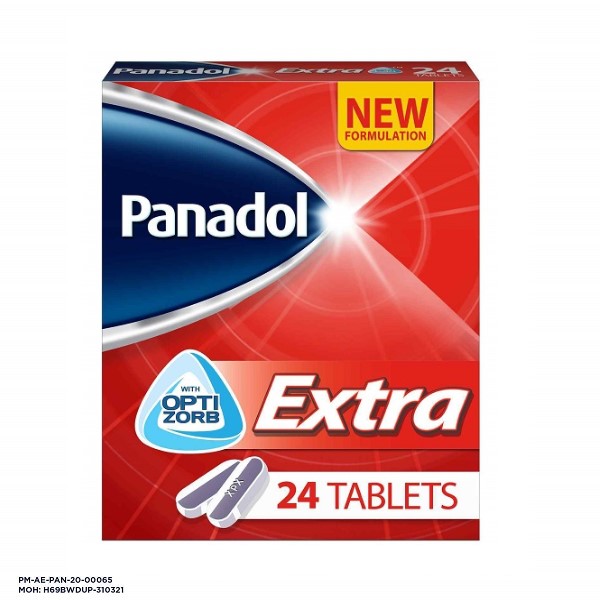 Panadol Extra 24
TABLETS
NEW
FORMULATION
Panadol
WITH
OPTI
ZORB
Extra
XPX
24 TABLETS
PM-AE-PAN-20-00065
MOH: H69BWDUP-310321